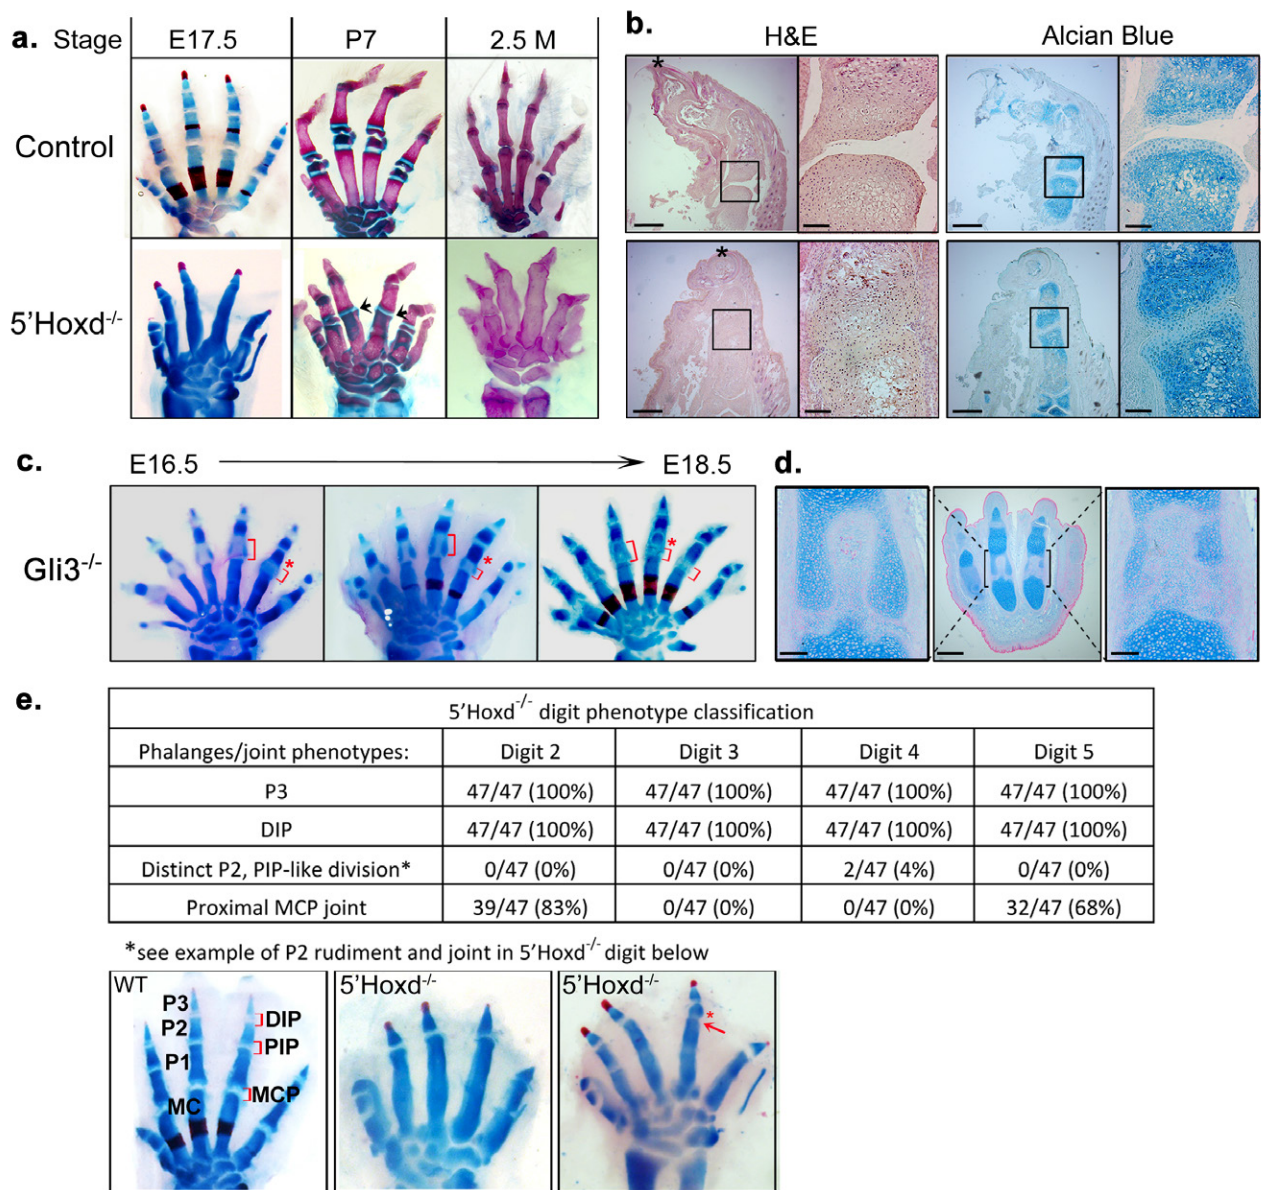 a. Stage E17.5 P7 2.5 M
Control
5'Hoxd-/-
b.
H&E Alcian Blue
*
*
c.
E16.5 E18.5
Gli3-/-
* * *
d.
e.
5'Hoxd-/- digit phenotype classification
Phalanges/joint phenotypes: Digit 2 Digit 3 Digit 4 Digit 5
P3 47/47 (100%) 47/47 (100%) 47/47 (100%) 47/47 (100%)
DIP 47/47 (100%) 47/47 (100%) 47/47 (100%) 47/47 (100%)
Distinct P2, PIP-like division* 0/47 (0%) 0/47 (0%) 2/47 (4%) 0/47 (0%)
Proximal MCP joint 39/47 (83%) 0/47 (0%) 0/47 (0%) 32/47 (68%)
*see example of P2 rudiment and joint in 5'Hoxd-/- digit below
WT 5'Hoxd-/- 5'Hoxd-/-
P3
DIP
P2
PIP
P1
MCP
MC
*